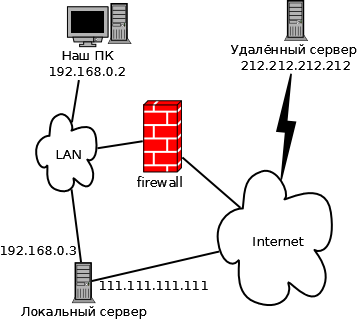 Наш ПК
192.168.0.2
Удалённый сервер
212.212.212.212
LAN
firewall
Internet
192.168.0.3
111.111.111.111
Локальный сервер